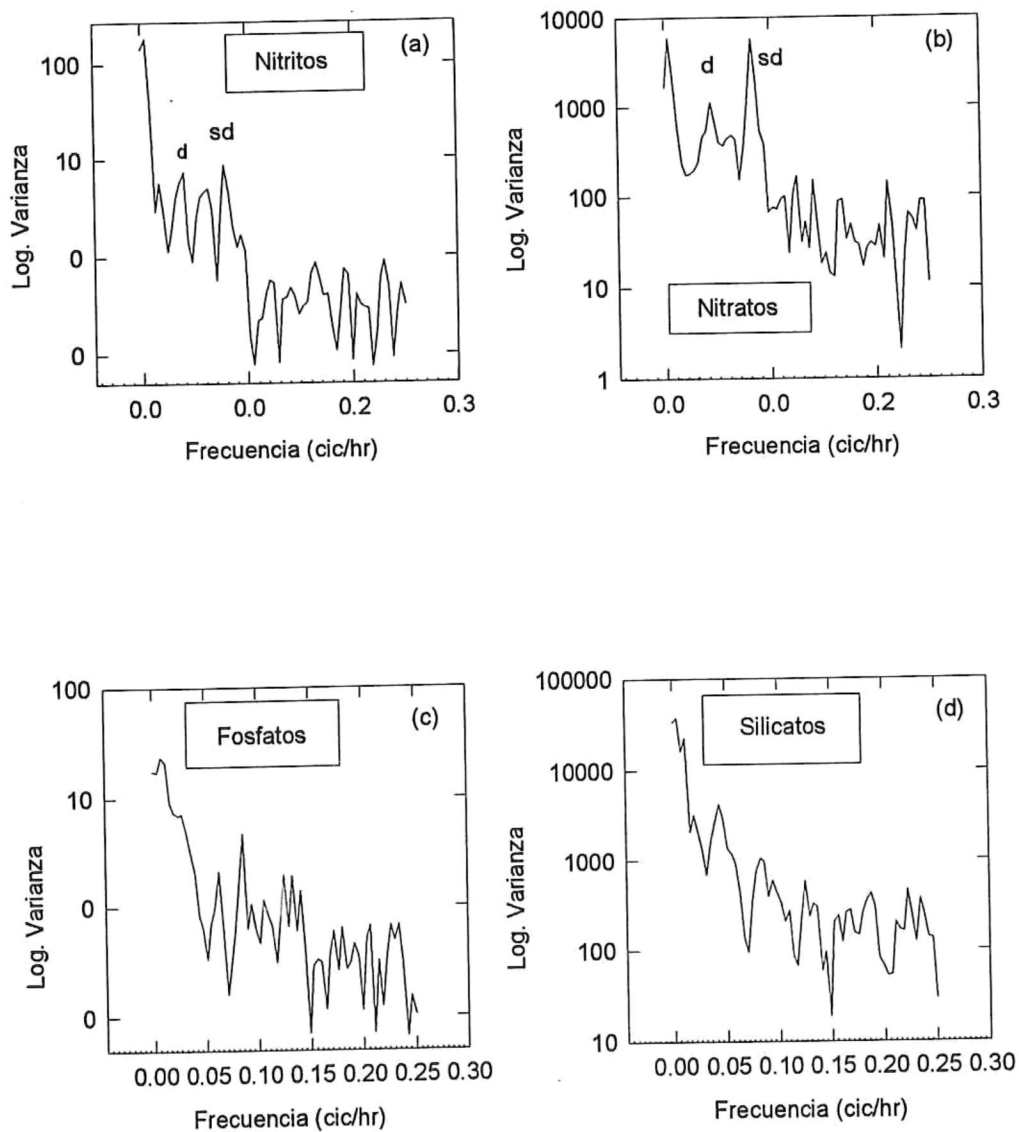 (a)
Nitritos
100
10
0
0
d
sd
Log. Varianza
0.0 0.0 0.2 0.3
Frecuencia (cic/hr)
(b)
10000
1000
100
10
1
d
sd
Nitratos
Log. Varianza
0.0 0.0 0.2 0.3
Frecuencia (cic/hr)
(c)
Fosfatos
100
10
0
0
Log. Varianza
0.00 0.05 0.10 0.15 0.20 0.25 0.30
Frecuencia (cic/hr)
(d)
Silicatos
100000
10000
1000
100
10
Log. Varianza
0.00 0.05 0.10 0.15 0.20 0.25 0.30
Frecuencia (cic/hr)